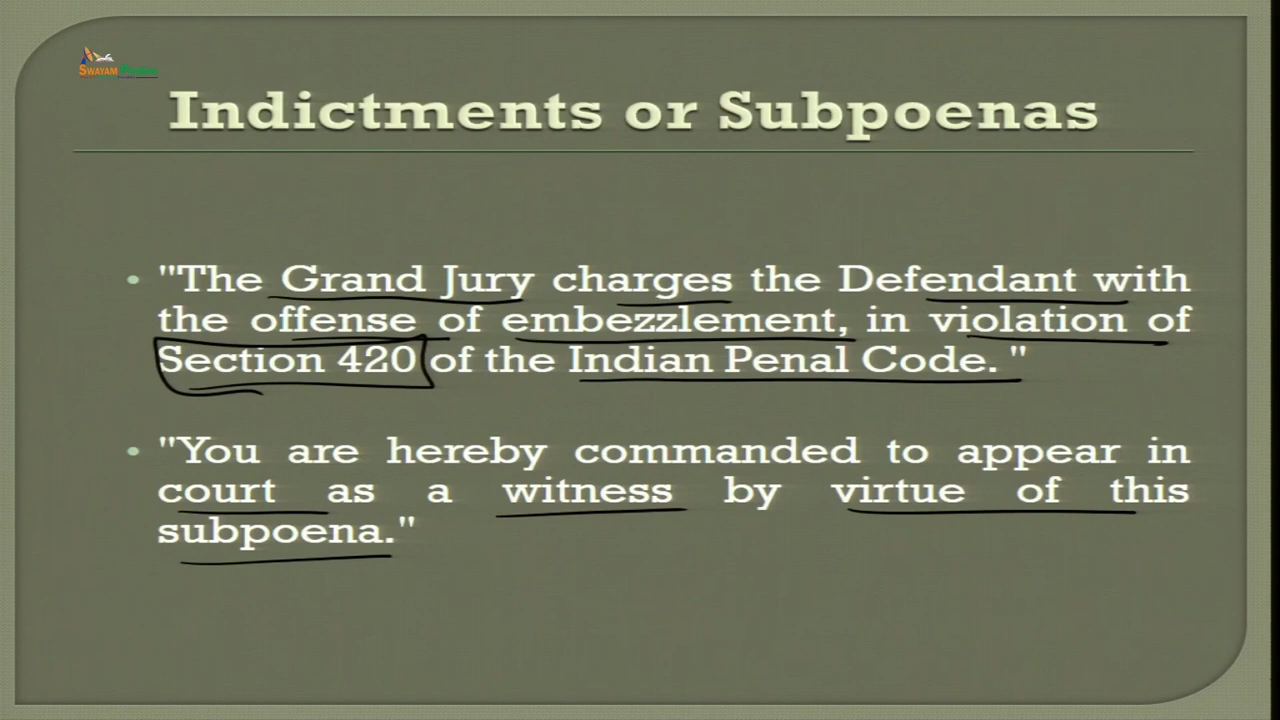 SWAYAM Prabha
Indictments or Subpoenas
• "The Grand Jury charges the Defendant with
the offense of embezzlement, in violation of
Section 420 of the Indian Penal Code. "
• "You are hereby commanded to appear in
court as a witness by virtue of this
subpoena."